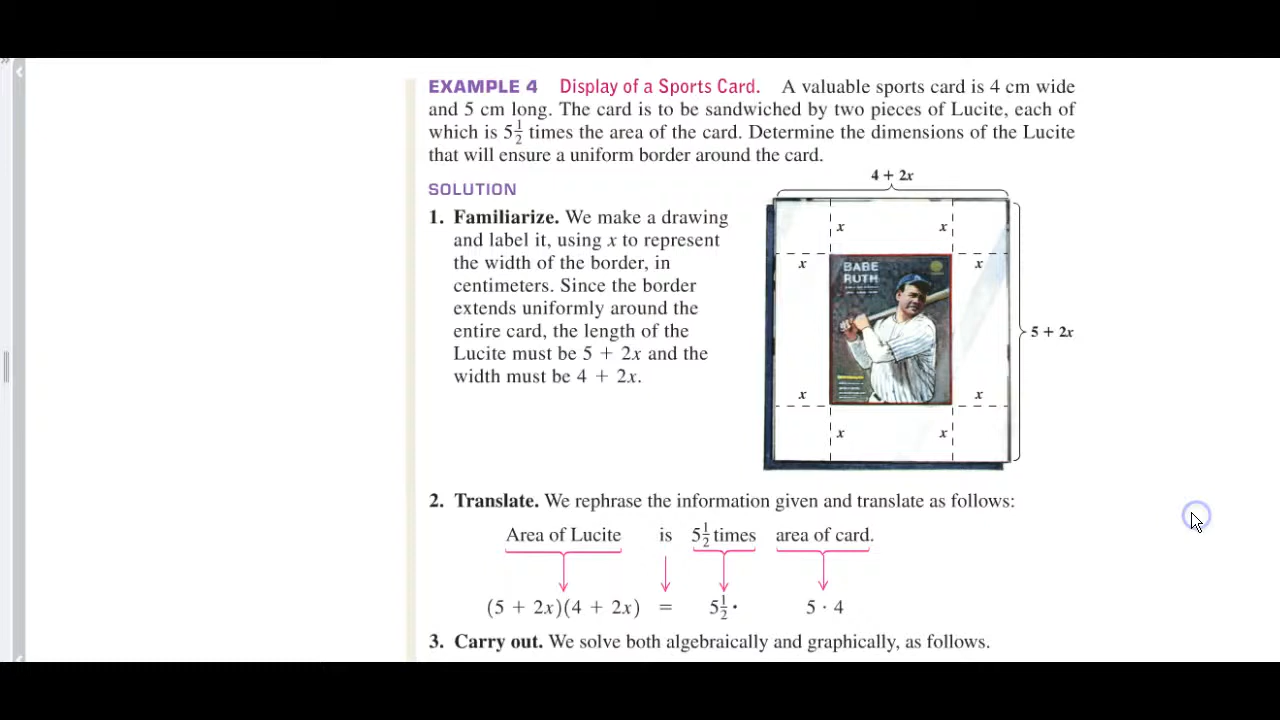 EXAMPLE 4 Display of a Sports Card. A valuable sports card is 4 cm wide
and 5 cm long. The card is to be sandwiched by two pieces of Lucite, each of
which is 5 1/2 times the area of the card. Determine the dimensions of the Lucite
that will ensure a uniform border around the card.
4 + 2x
SOLUTION
1. Familiarize. We make a drawing
and label it, using x to represent
the width of the border, in
centimeters. Since the border
extends uniformly around the
entire card, the length of the
Lucite must be 5 + 2x and the
width must be 4 + 2x.
x x
x x
BABE
RUTH
5 + 2x
x x
x x
2. Translate. We rephrase the information given and translate as follows:
Area of Lucite is 5 1/2 times area of card.
(5 + 2x)(4 + 2x) = 5 1/2 · 5 · 4
3. Carry out. We solve both algebraically and graphically, as follows.